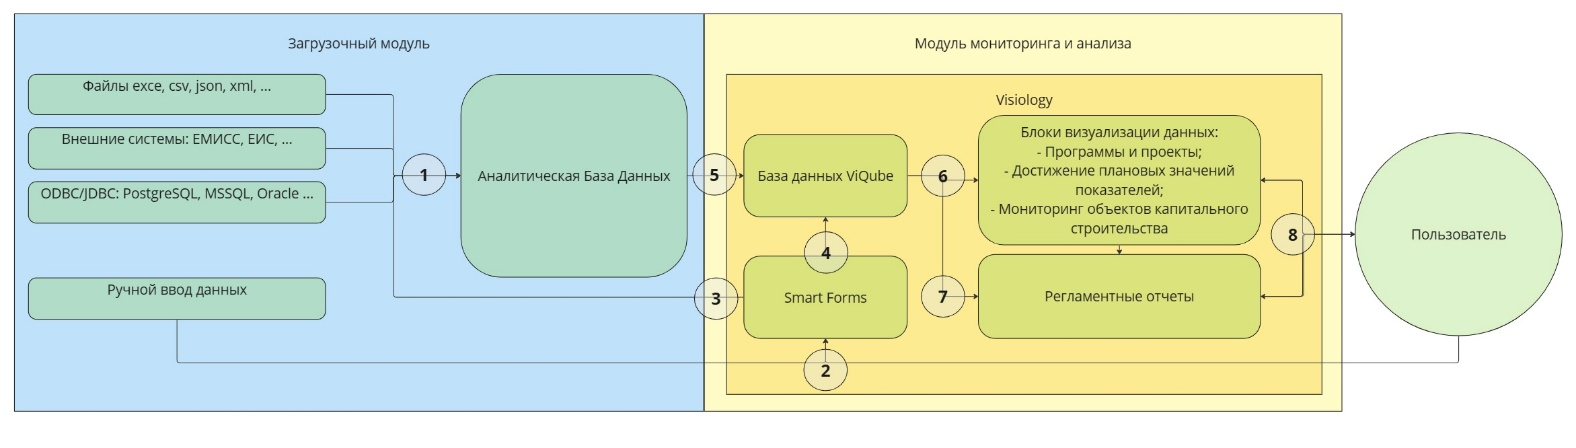 Загрузочный модуль
Файлы exce, csv, json, xml, ...
Внешние системы: ЕМИСС, ЕИС, ...
ODBC/JDBC: PostgreSQL, MSSQL, Oracle ...
Ручной ввод данных
1
Аналитическая База Данных
5
3
Модуль мониторинга и анализа
Visiology
База данных ViQube
4
Smart Forms
2
6
7
Блоки визуализации данных:
- Программы и проекты;
- Достижение плановых значений
показателей;
- Мониторинг объектов капитального
строительства
Регламентные отчеты
8
Пользователь